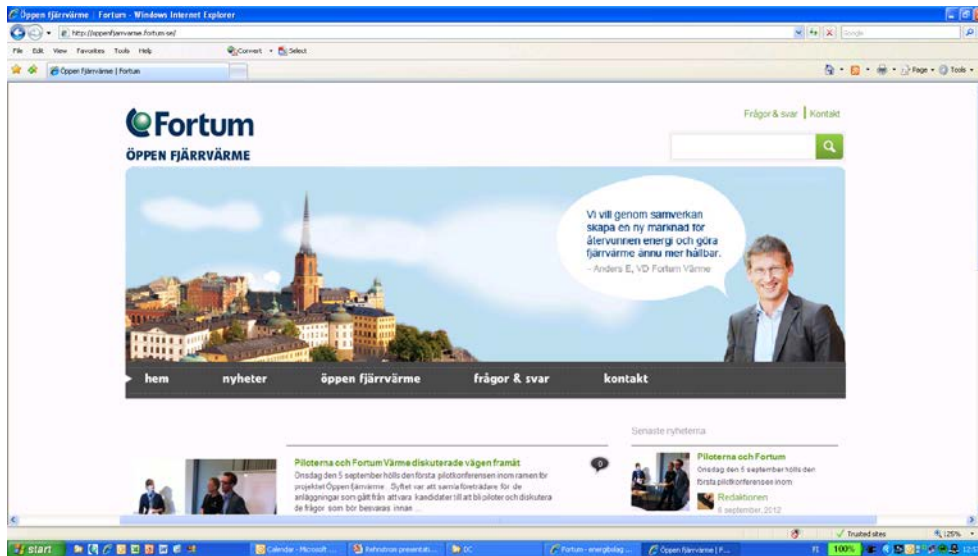 Öppen fjärrvärme | Fortum - Windows Internet Explorer
http://oppenfjarrvarme.fortum.se/
Google
File Edit View Favorites Tools Help
Convert
Select
Öppen fjärrvärme | Fortum
Page
Tools
Fortum
ÖPPEN FJÄRRVÄRME
Frågor & svar | Kontakt
Vi vill genom samverkan
skapa en ny marknad för
återvunnen energi och göra
fjärrvärme ännu mer hållbar.
- Anders E, VD Fortum Värme
hem nyheter öppen fjärrvärme frågor & svar kontakt
Senaste nyheterna
Piloterna och Fortum Värme diskuterade vägen framåt
0
Onsdag den 5 september hölls den första pilotkonferensen inom ramen för
projektet Öppen fjärrvärme. Syftet var att samla företrädare för de
anläggningar som gått från att vara kandidater till att bli piloter och diskutera
de frågor som bör besvaras innan ...
Piloterna och Fortum
Onsdag den 5 september hölls den
första pilotkonferensen inom
Redaktionen
6 september, 2012
Trusted sites
125%
start
Calendar - Microsoft ...
DC
Fortum - energibolag ...
Öppen fjärrvärme | F...
FI
100%